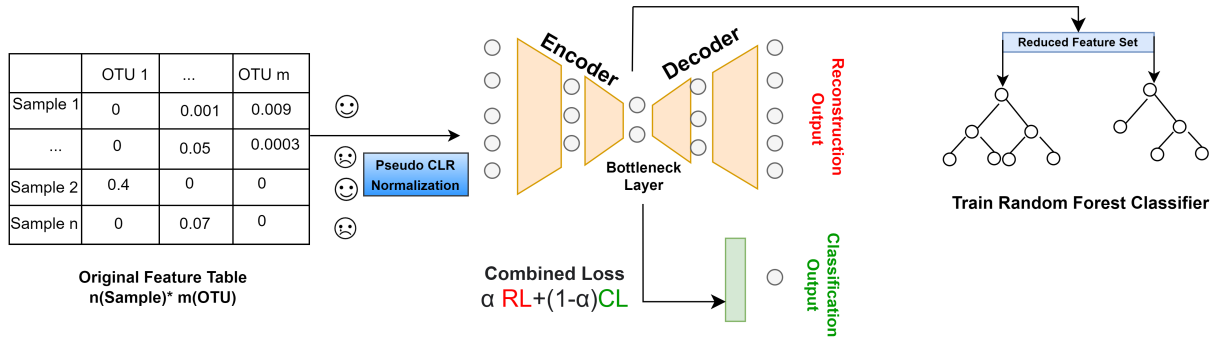 OTU 1 ... OTU m
Sample 1 0 0.001 0.009
... 0 0.05 0.0003
Sample 2 0.4 0 0
Sample n 0 0.07 0
Original Feature Table
n(Sample)* m(OTU)
Pseudo CLR
Normalization
Encoder
Decoder
Bottleneck
Layer
Reconstruction
Output
Combined Loss
α RL+(1-α)CL
Classification
Output
Reduced Feature Set
Train Random Forest Classifier